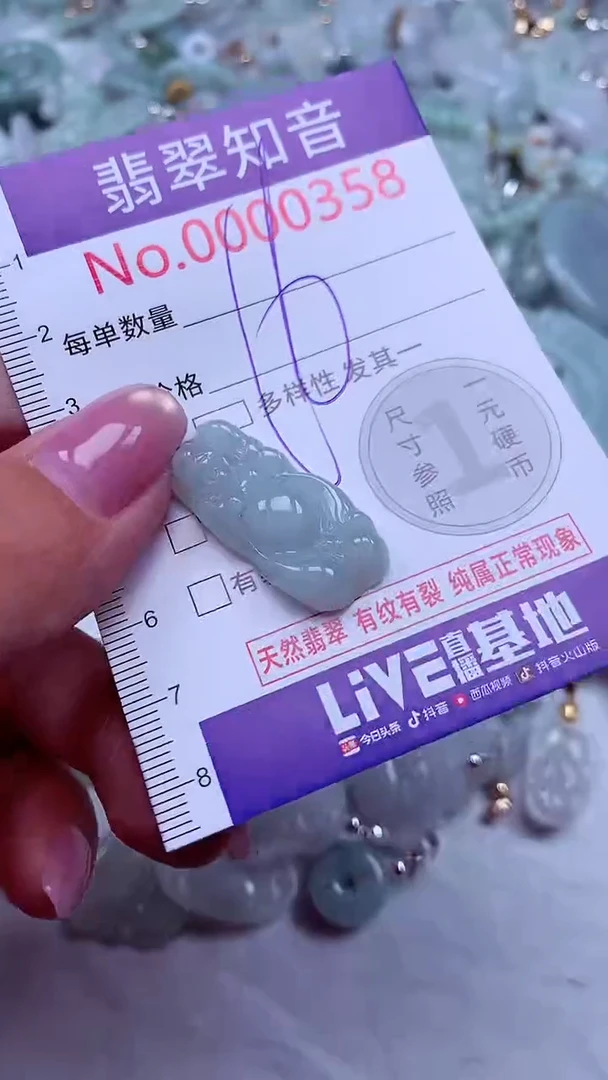 翡翠知音
No.0000358
1
2
每单数量
3
格
多样性 发其一
6
尺寸参照
1
一元硬币
6
有
天然翡翠 有纹有裂 纯属正常现象
7
LiVE直播基地
头条 今日头条 抖音 西瓜视频 抖音火山版
8